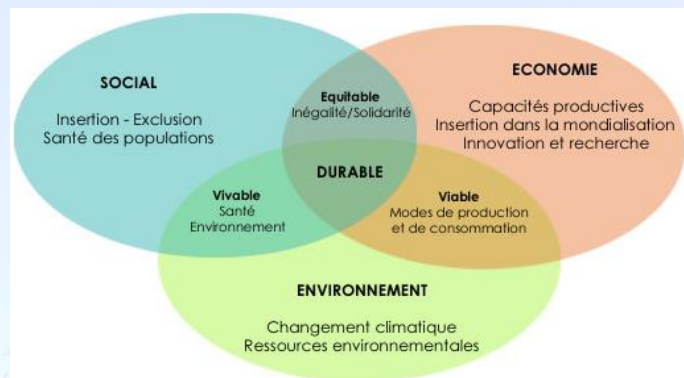 SOCIAL
Insertion - Exclusion
Santé des populations
Equitable
Inégalité/Solidarité
ECONOMIE
Capacités productives
Insertion dans la mondialisation
Innovation et recherche
DURABLE
Vivable
Santé
Environnement
Viable
Modes de production
et de consommation
ENVIRONNEMENT
Changement climatique
Ressources environnementales